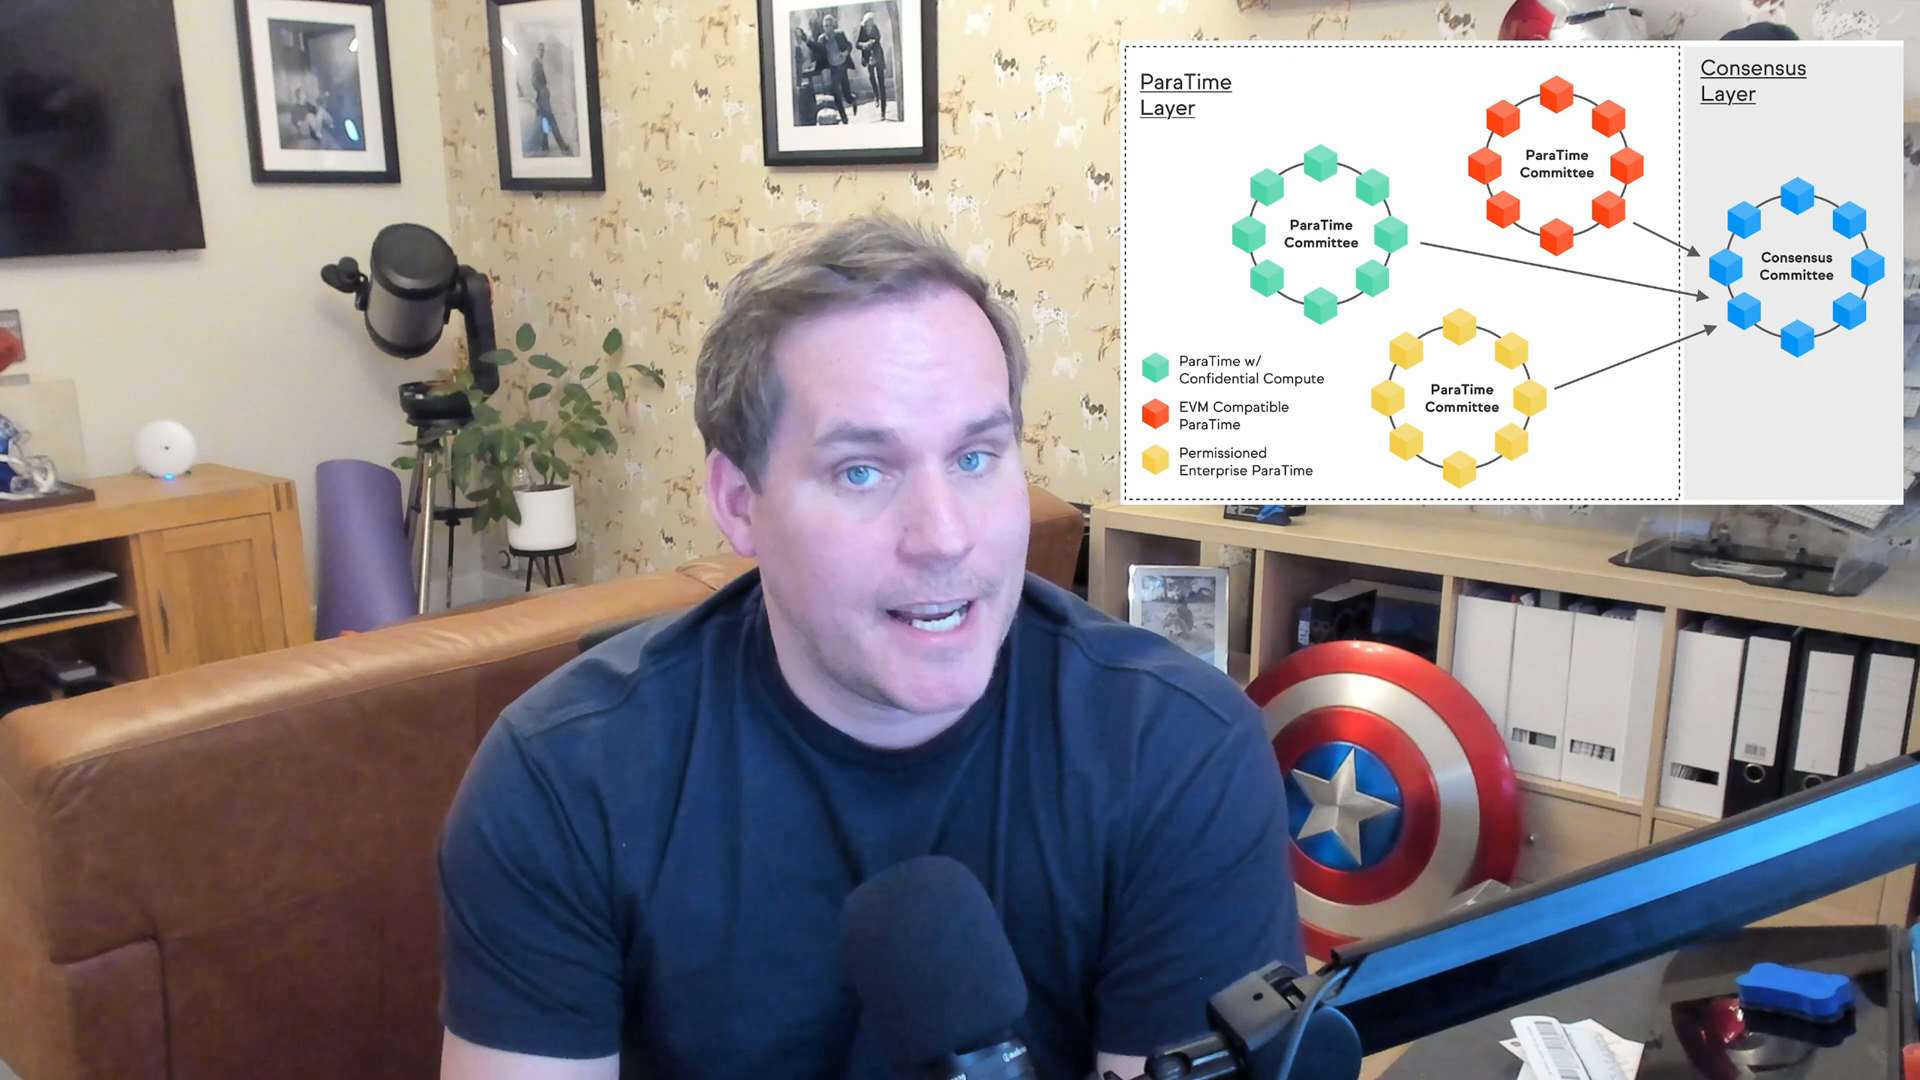 ParaTime
Layer
Consensus
Layer
ParaTime
Committee
ParaTime
Committee
Consensus
Committee
ParaTime
Committee
ParaTime w/
Confidential Compute
EVM Compatible
ParaTime
Permissioned
Enterprise ParaTime